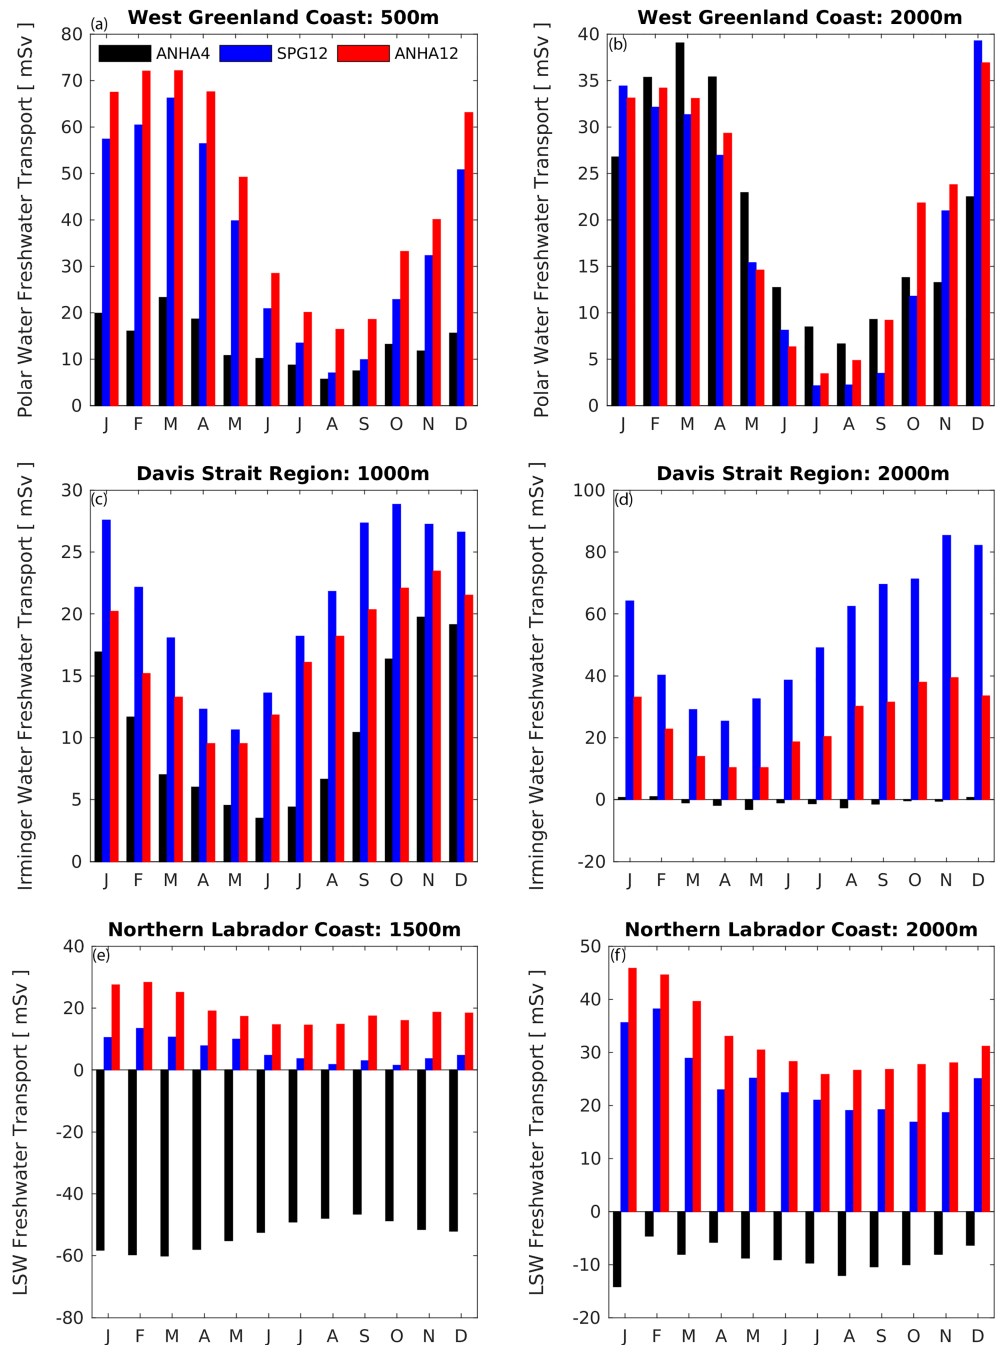 (a)
West Greenland Coast: 500m
Polar Water Freshwater Transport [ mSv ]
ANHA4 SPG12 ANHA12
80
70
60
50
40
30
20
10
0
J F M A M J J A S O N D
(b)
West Greenland Coast: 2000m
Polar Water Freshwater Transport [ mSv ]
40
35
30
25
20
15
10
5
0
J F M A M J J A S O N D
(c)
Davis Strait Region: 1000m
Irminger Water Freshwater Transport [ mSv ]
30
25
20
15
10
5
0
J F M A M J J A S O N D
(d)
Davis Strait Region: 2000m
Irminger Water Freshwater Transport [ mSv ]
100
80
60
40
20
0
-20
J F M A M J J A S O N D
(e)
Northern Labrador Coast: 1500m
LSW Freshwater Transport [ mSv ]
40
20
0
-20
-40
-60
-80
J F M A M J J A S O N D
(f)
Northern Labrador Coast: 2000m
LSW Freshwater Transport [ mSv ]
50
40
30
20
10
0
-10
-20
J F M A M J J A S O N D